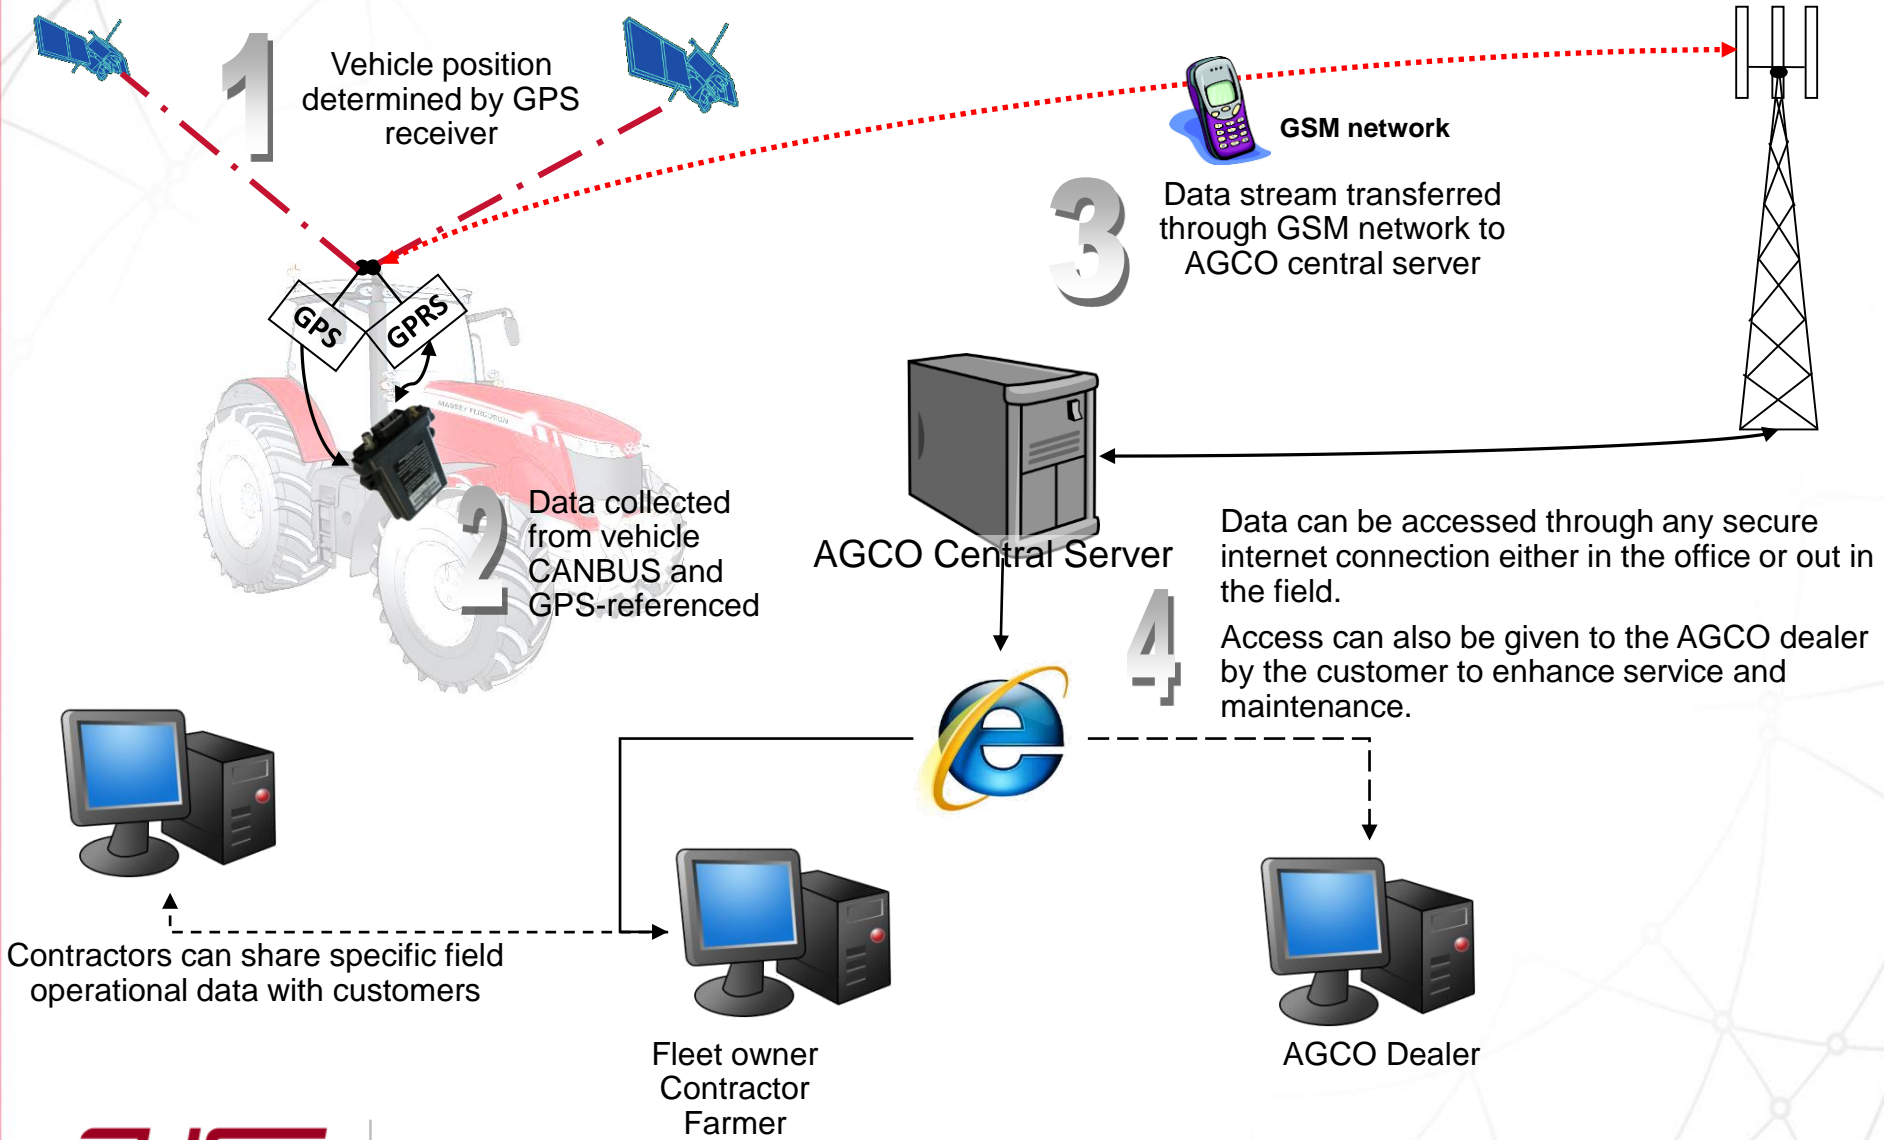 1
Vehicle position
determined by GPS
receiver
GSM network
3
Data stream transferred
through GSM network to
AGCO central server
GPS
GPRS
MASSEY FERGUSON
2
Data collected
from vehicle
CANBUS and
GPS-referenced
AGCO Central Server
4
Data can be accessed through any secure
internet connection either in the office or out in
the field.
Access can also be given to the AGCO dealer
by the customer to enhance service and
maintenance.
Contractors can share specific field
operational data with customers
Fleet owner
Contractor
Farmer
AGCO Dealer